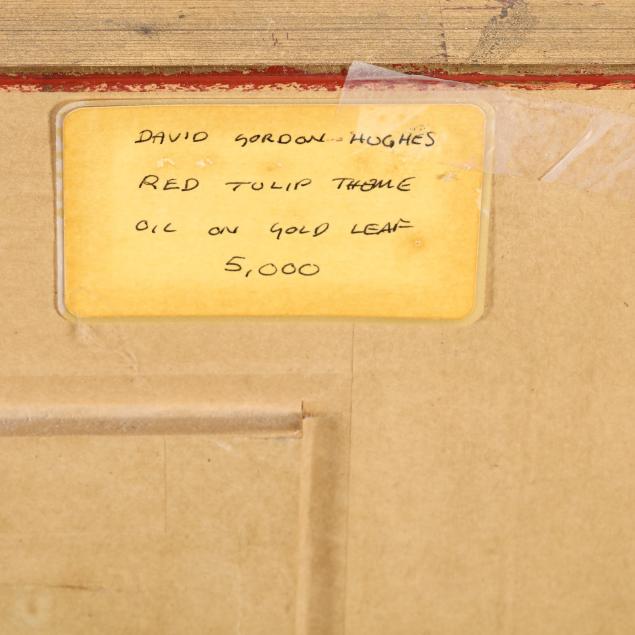 DAVID GORDON HUGHES
RED TULIP THEME
OIL ON GOLD LEAF
5,000